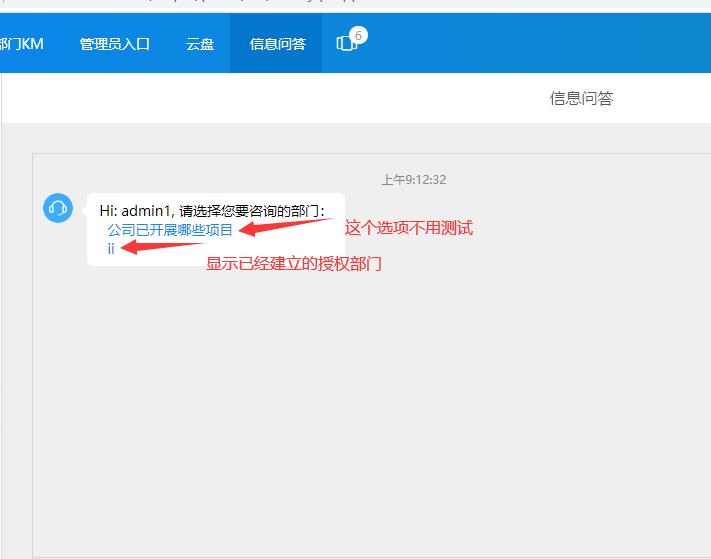 部门KM 管理员入口 云盘 信息问答 6
信息问答
上午9:12:32
Hi: admin1, 请选择您要咨询的部门：
公司已开展哪些项目 这个选项不用测试
ii
显示已经建立的授权部门